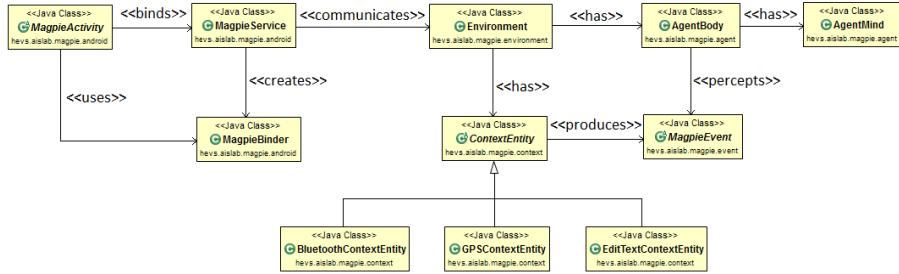 <<Java Class>>
MagpieActivity
hevs.aislab.magpie.android
<<binds>>
<<Java Class>>
MagpieService
hevs.aislab.magpie.android
<<communicates>>
<<Java Class>>
Environment
hevs.aislab.magpie.environment
<<has>>
<<Java Class>>
AgentBody
hevs.aislab.magpie.agent
<<has>>
<<Java Class>>
AgentMind
hevs.aislab.magpie.agent
<<uses>>
<<creates>>
<<has>>
<<percepts>>
<<Java Class>>
MagpieBinder
hevs.aislab.magpie.android
<<Java Class>>
ContextEntity
hevs.aislab.magpie.context
<<produces>>
<<Java Class>>
MagpieEvent
hevs.aislab.magpie.event
<<Java Class>>
BluetoothContextEntity
hevs.aislab.magpie.context
<<Java Class>>
GPSContextEntity
hevs.aislab.magpie.context
<<Java Class>>
EditTextContextEntity
hevs.aislab.magpie.context